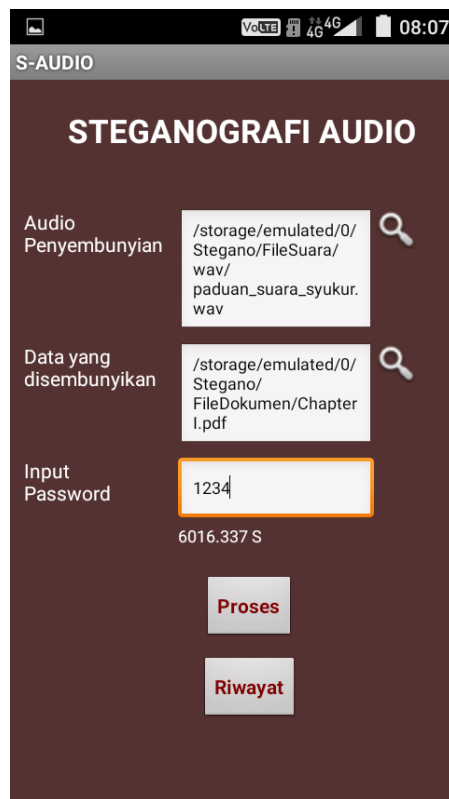 VoLTE 4G 4G 08:07
S-AUDIO
STEGANOGRAFI AUDIO
Audio
Penyembunyian
/storage/emulated/0/
Stegano/FileSuara/
wav/
paduan_suara_syukur.
wav
Data yang
disembunyikan
/storage/emulated/0/
Stegano/
FileDokumen/Chapter
I.pdf
Input
Password
1234
6016.337 S
Proses
Riwayat